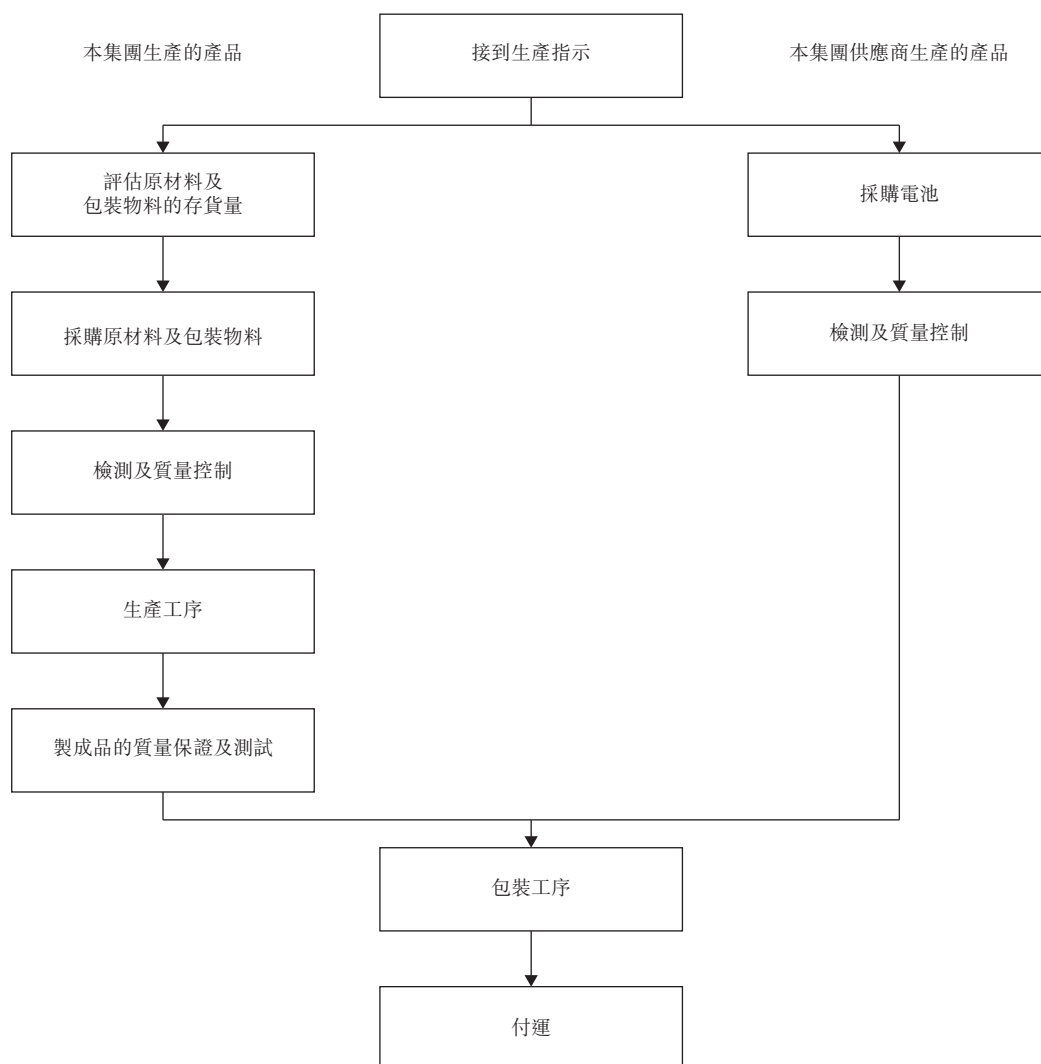 本集團生產的產品
接到生產指示
本集團供應商生產的產品
評估原材料及
包裝物料的存貨量
採購電池
採購原材料及包裝物料
檢測及質量控制
檢測及質量控制
生產工序
製成品的質量保證及測試
包裝工序
付運